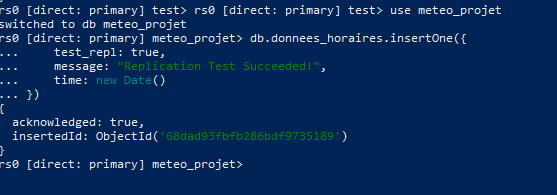 rs0 [direct: primary] test> rs0 [direct: primary] test> use meteo_projet
switched to db meteo_projet
rs0 [direct: primary] meteo_projet> db.donnees_horaires.insertOne({
...     test_repl: true,
...     message: "Replication Test Succeeded!",
...     time: new Date()
... })
{
  acknowledged: true,
  insertedId: ObjectId('68dad93fbfb286bdf9735189')
}
rs0 [direct: primary] meteo_projet>